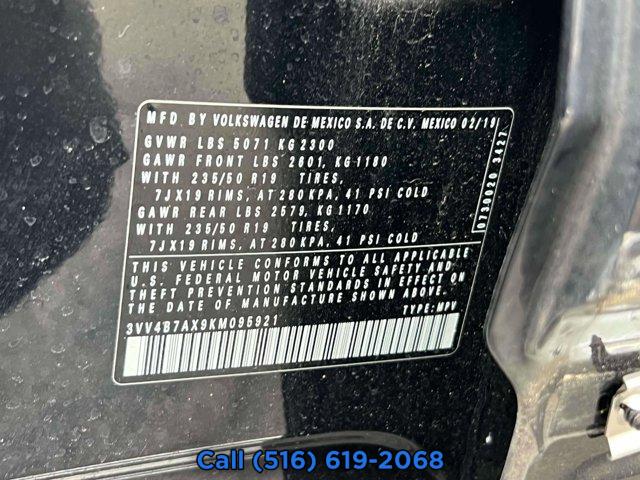 MFD. BY VOLKSWAGEN DE MEXICO S.A. DE C.V. MEXICO 02/19
GVWR LBS 5071 KG 2300
GAWR FRONT LBS 2601, KG 1180
WITH 235/50 R19 TIRES,
7JX19 RIMS, AT 280 KPA, 41 PSI COLD
GAWR REAR LBS 2579, KG 1170
WITH 235/50 R19 TIRES,
7JX19 RIMS, AT 280 KPA, 41 PSI COLD
THIS VEHICLE CONFORMS TO ALL APPLICABLE
U.S. FEDERAL MOTOR VEHICLE SAFETY AND
THEFT PREVENTION STANDARDS IN EFFECT ON
THE DATE OF MANUFACTURE SHOWN ABOVE.
3VV4B7AX9KM095921 TYPE: MPV
0730020 3427
Call (516) 619-2068